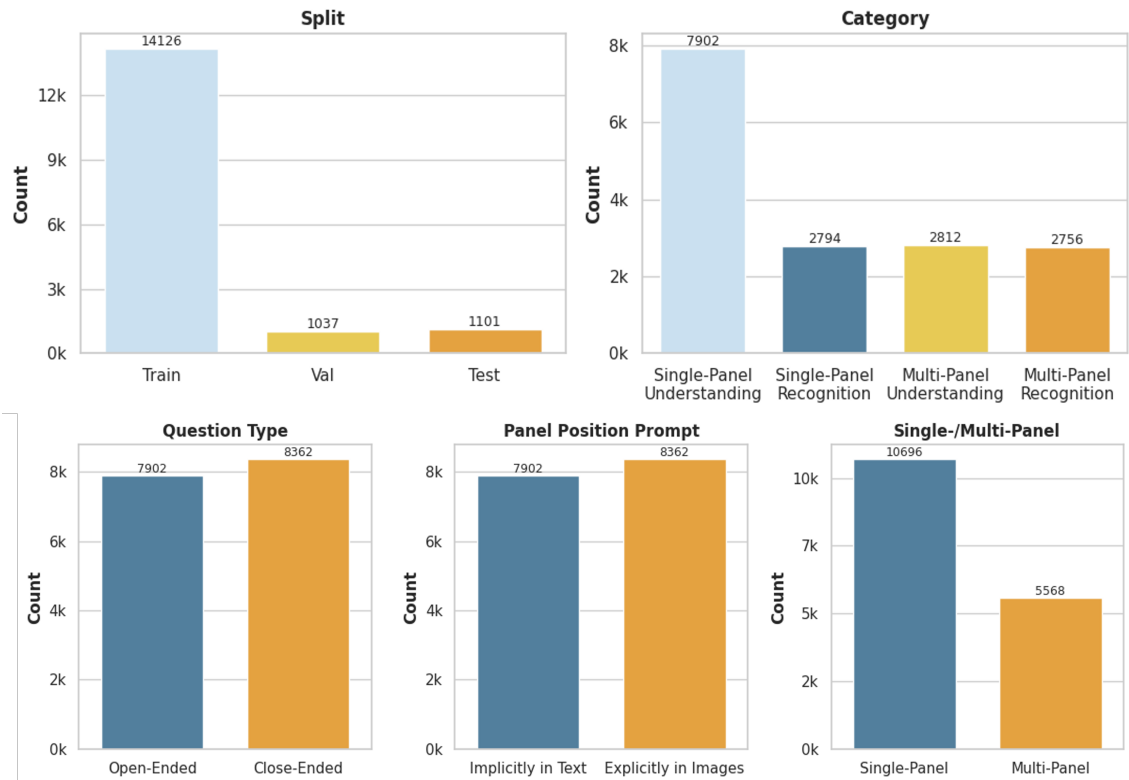 Split
Count
12k
9k
6k
3k
0k
14126
1037
1101
Train
Val
Test
Category
Count
8k
6k
4k
2k
0k
7902
2794
2812
2756
Single-Panel
Understanding
Single-Panel
Recognition
Multi-Panel
Understanding
Multi-Panel
Recognition
Question Type
Count
8k
6k
4k
2k
0k
7902
8362
Open-Ended
Close-Ended
Panel Position Prompt
Count
8k
6k
4k
2k
0k
7902
8362
Implicitly in Text
Explicitly in Images
Single-/Multi-Panel
Count
10k
7k
5k
2k
0k
10696
5568
Single-Panel
Multi-Panel